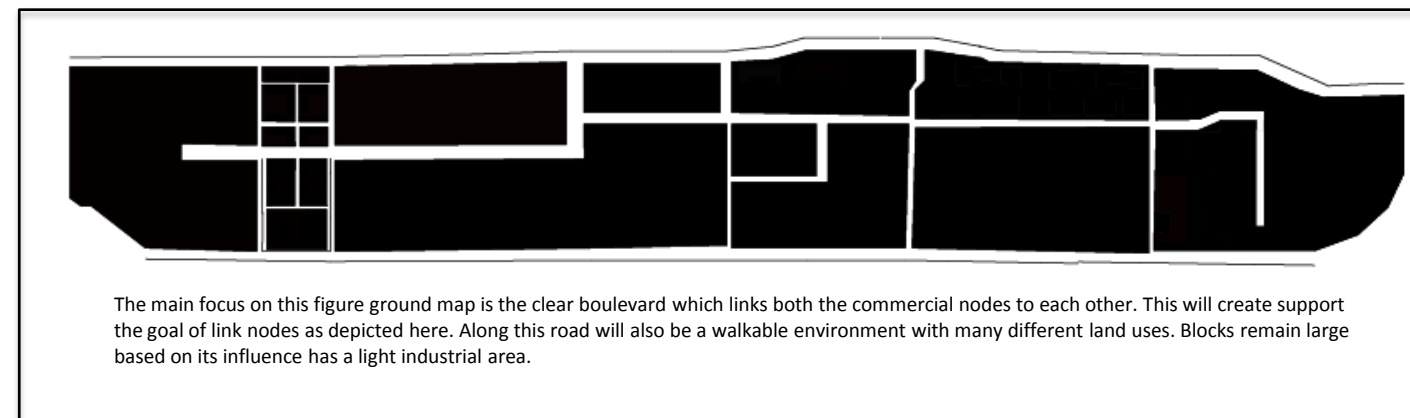 The main focus on this figure ground map is the clear boulevard which links both the commercial nodes to each other. This will create support
the goal of link nodes as depicted here. Along this road will also be a walkable environment with many different land uses. Blocks remain large
based on its influence has a light industrial area.